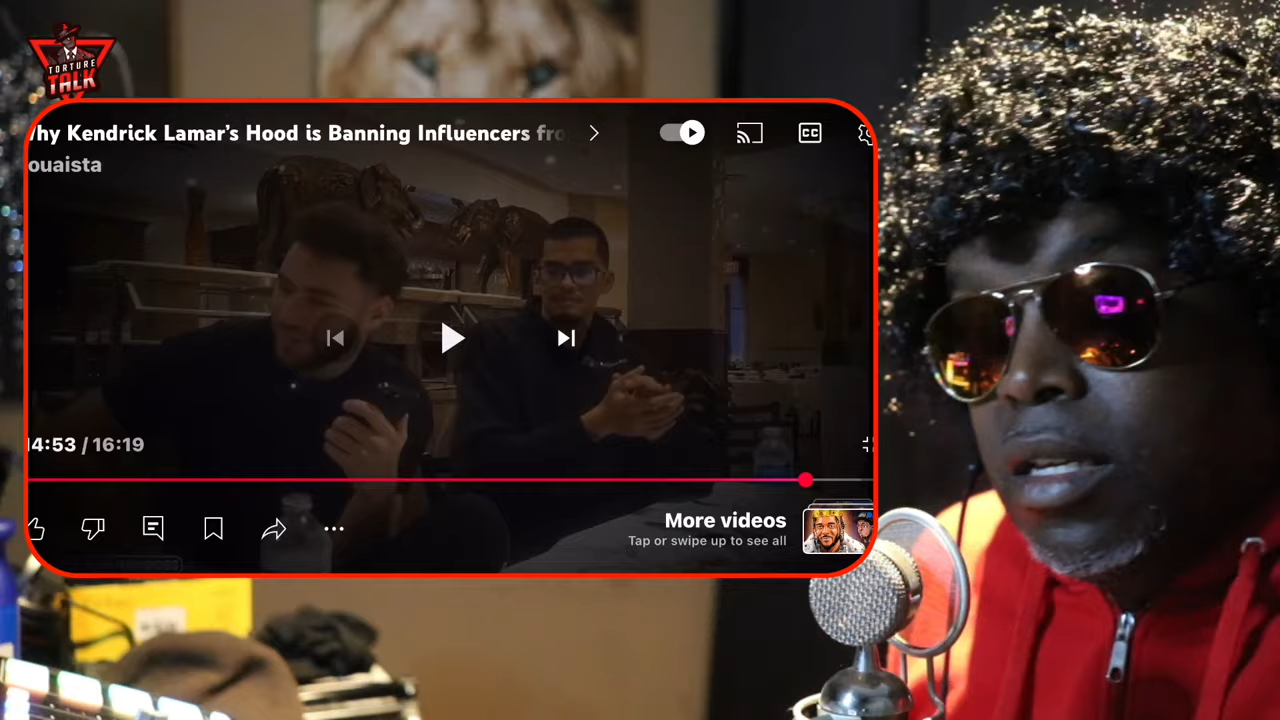 TORTURE
TALK
hy Kendrick Lamar's Hood is Banning Influencers fro
ouaista
CC
14:53 / 16:19
More videos
Tap or swipe up to see all